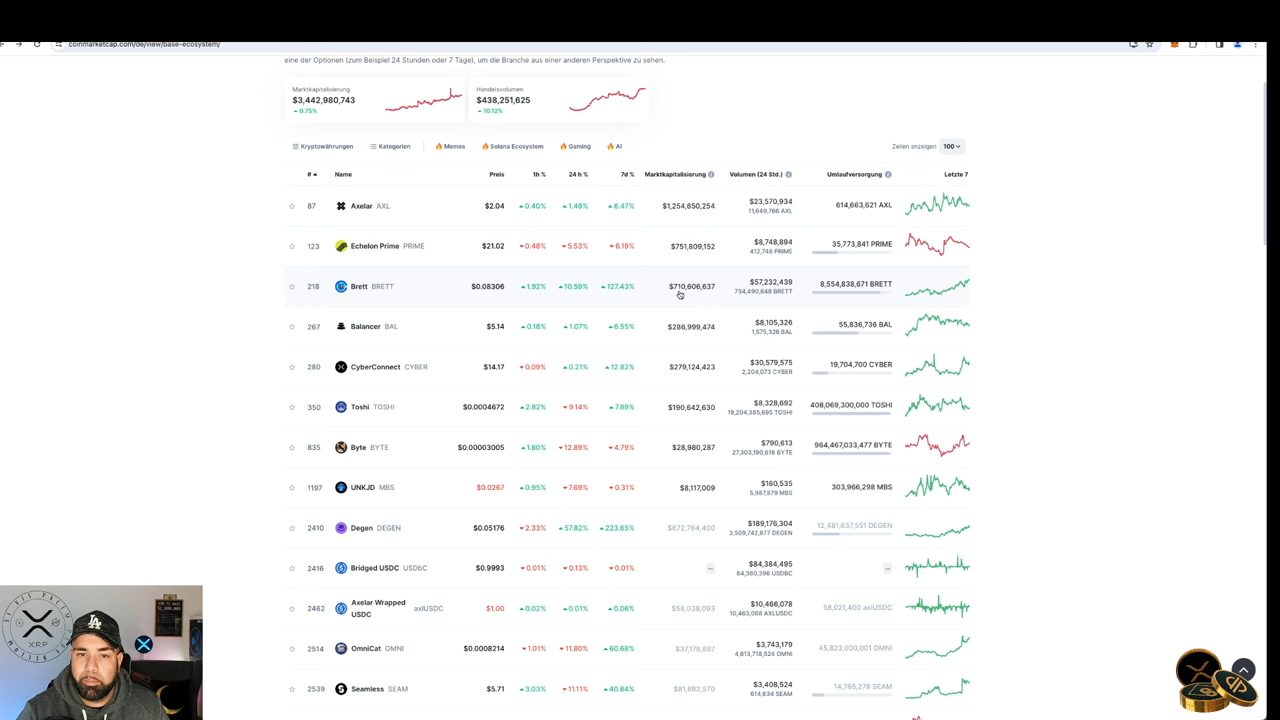 coinmarketcap.com/de/view/base-ecosystem/
eine der Optionen (zum Beispiel 24 Stunden oder 7 Tage), um die Branche aus einer anderen Perspektive zu sehen.
Marktkapitalisierung
$3,442,980,743
0.75%
Handelsvolumen
$438,251,625
10.12%
Kryptowährungen Kategorien Memes Solana Ecosystem Gaming AI Zeilen anzeigen 100
# Name Preis 1h % 24 h % 7d % Marktkapitalisierung Volumen (24 Std.) Umlaufversorgung Letzte 7
87 Axelar AXL $2.04 0.40% 1.49% 6.47% $1,254,650,254 $23,570,934 614,663,621 AXL
11,649,766 AXL
123 Echelon Prime PRIME $21.02 0.48% 5.53% 6.19% $751,809,152 $8,748,894 35,773,841 PRIME
412,748 PRIME
218 Brett BRETT $0.08306 1.92% 10.59% 127.43% $710,606,637 $57,232,439 8,554,838,671 BRETT
734,490,648 BRETT
267 Balancer BAL $5.14 0.18% 1.07% 6.55% $286,999,474 $8,105,326 55,836,736 BAL
1,575,326 BAL
280 CyberConnect CYBER $14.17 0.09% 0.21% 12.82% $279,124,423 $30,579,575 19,704,700 CYBER
2,204,073 CYBER
350 Toshi TOSHI $0.0004672 2.82% 9.14% 7.89% $190,642,630 $8,328,692 408,069,300,000 TOSHI
19,204,385,695 TOSHI
835 Byte BYTE $0.00003005 1.80% 12.89% 4.79% $28,980,287 $790,613 964,467,033,477 BYTE
27,303,190,616 BYTE
1197 UNKJD MBS $0.0267 0.95% 7.69% 0.31% $8,117,009 $160,535 303,966,298 MBS
5,987,879 MBS
2410 Degen DEGEN $0.05176 2.33% 57.82% 223.65% $672,764,400 $189,176,304 12,481,637,551 DEGEN
3,509,742,877 DEGEN
2416 Bridged USDC USDbC $0.9993 0.01% 0.13% 0.01% -- $84,384,495 --
84,360,396 USDBC
2462 Axelar Wrapped USDC axlUSDC $1.00 0.02% 0.01% 0.06% $58,038,093 $10,466,078 58,021,400 axlUSDC
10,463,068 AXLUSDC
2514 OmniCat OMNI $0.0008214 1.01% 11.80% 60.68% $37,176,887 $3,743,179 45,823,000,001 OMNI
4,613,718,524 OMNI
2539 Seamless SEAM $5.71 3.03% 11.11% 40.84% $81,882,570 $3,408,524 14,765,278 SEAM
614,634 SEAM
XRP
LA